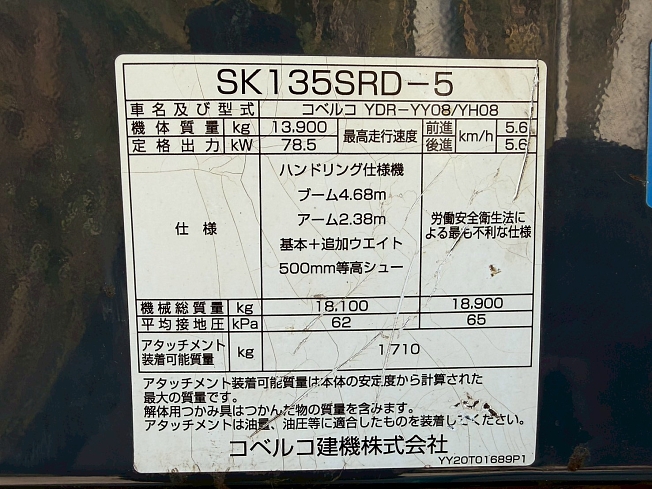 SK135SRD-5
車名及び型式 コベルコ YDR-YY08/YH08
機体質量 kg 13,900 最高走行速度 前進 km/h 5.6
定格出力 kW 78.5 後進 5.6
仕様
ハンドリング仕様機
ブーム4.68m
アーム2.38m
基本+追加ウエイト
500mm等高シュー
労働安全衛生法に
よる最も不利な仕様
機械総質量 kg 18,100 18,900
平均接地圧 kPa 62 65
アタッチメント
装着可能質量 kg 1710
アタッチメント装着可能質量は本体の安定度から計算された
最大の質量です。
解体用つかみ具はつかんだ物の質量を含みます。
アタッチメントは油量、油圧等に適合したものを装着してください。
コベルコ建機株式会社
YY20T01689P1